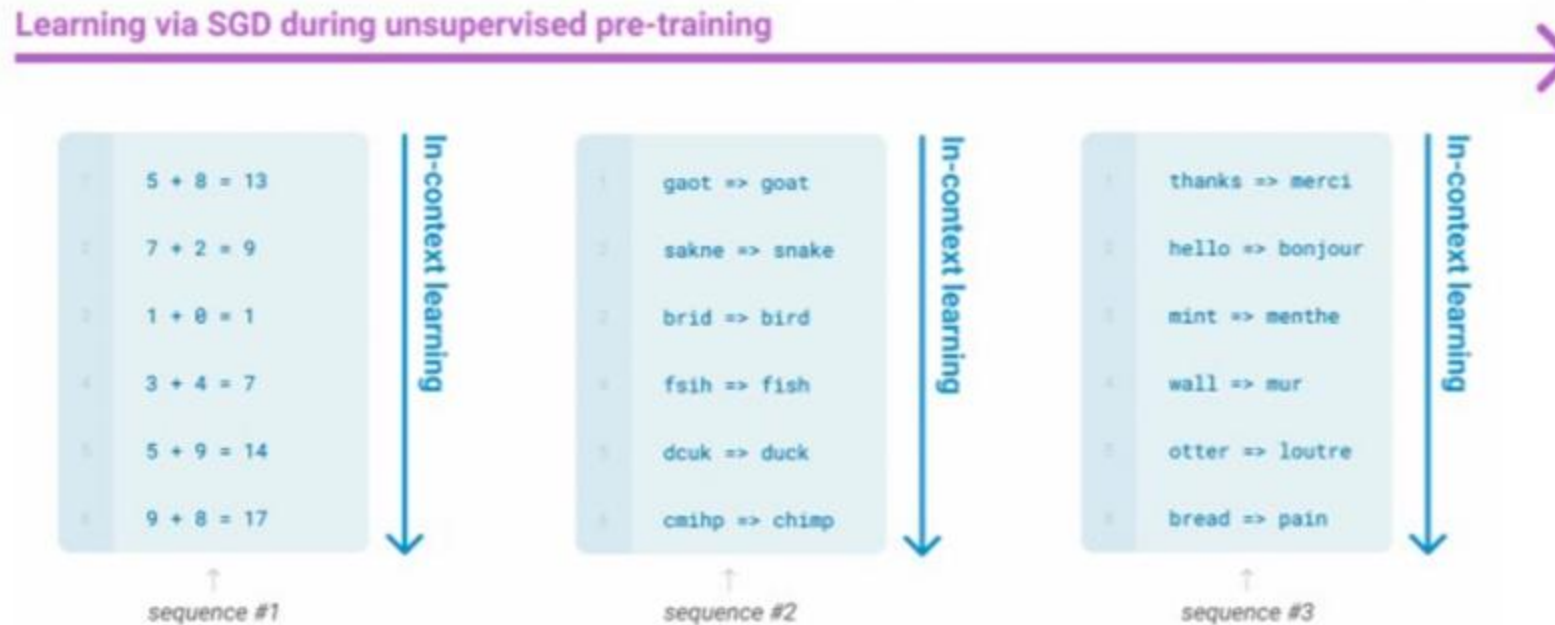 Learning via SGD during unsupervised pre-training
5 + 8 = 13
7 + 2 = 9
1 + 0 = 1
3 + 4 = 7
5 + 9 = 14
9 + 8 = 17
In-context learning
sequence #1
gaot => goat
sakne => snake
brid => bird
fsih => fish
dcuk => duck
cmihp => chimp
In-context learning
sequence #2
thanks => merci
hello => bonjour
mint => menthe
wall => mur
otter => loutre
bread => pain
In-context learning
sequence #3